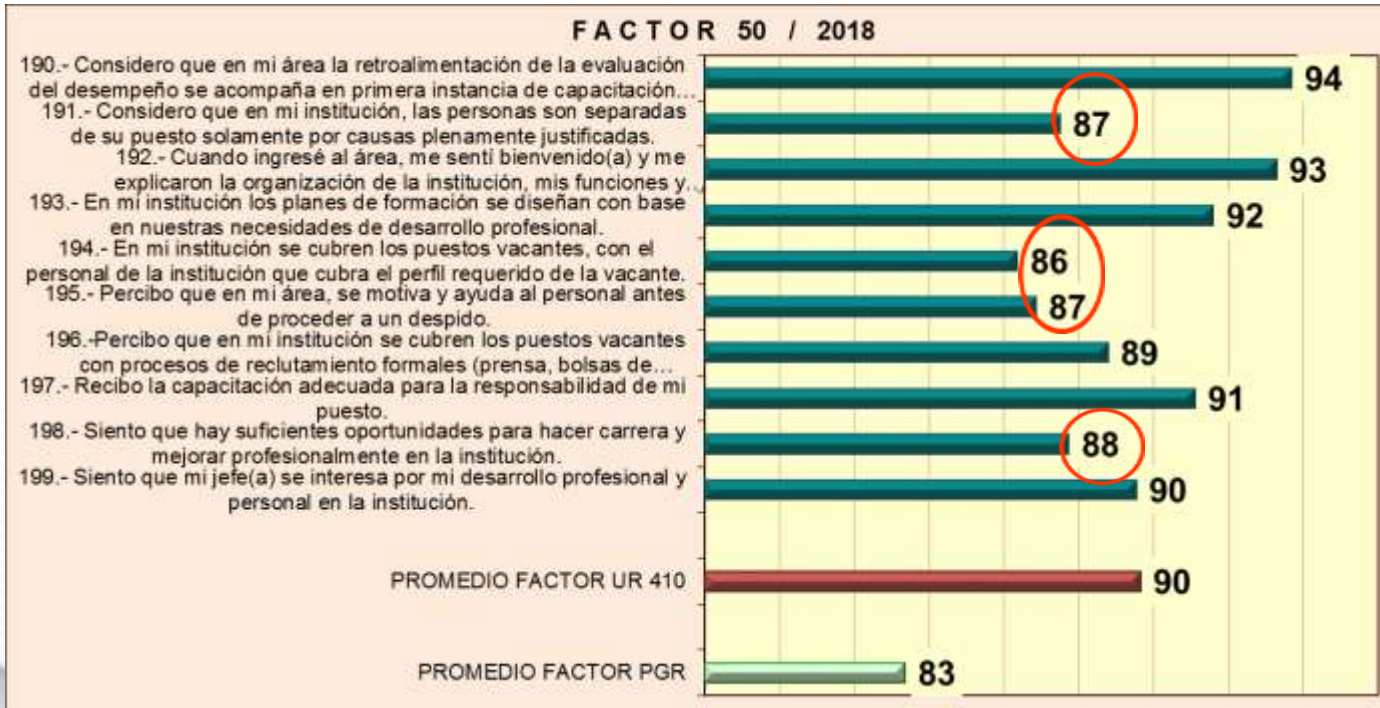 FACTOR 50 / 2018
190.- Considero que en mi área la retroalimentación de la evaluación
del desempeño se acompaña en primera instancia de capacitación...
94
191.- Considero que en mi institución, las personas son separadas
de su puesto solamente por causas plenamente justificadas.
87
192.- Cuando ingresé al área, me sentí bienvenido(a) y me
explicaron la organización de la institución, mis funciones y...
93
193.- En mi institución los planes de formación se diseñan con base
en nuestras necesidades de desarrollo profesional.
92
194.- En mi institución se cubren los puestos vacantes, con el
personal de la institución que cubra el perfil requerido de la vacante.
86
195.- Percibo que en mi área, se motiva y ayuda al personal antes
de proceder a un despido.
87
196.-Percibo que en mi institución se cubren los puestos vacantes
con procesos de reclutamiento formales (prensa, bolsas de...
89
197.- Recibo la capacitación adecuada para la responsabilidad de mi
puesto.
91
198.- Siento que hay suficientes oportunidades para hacer carrera y
mejorar profesionalmente en la institución.
88
199.- Siento que mi jefe(a) se interesa por mi desarrollo profesional y
personal en la institución.
90
PROMEDIO FACTOR UR 410
90
PROMEDIO FACTOR PGR
83